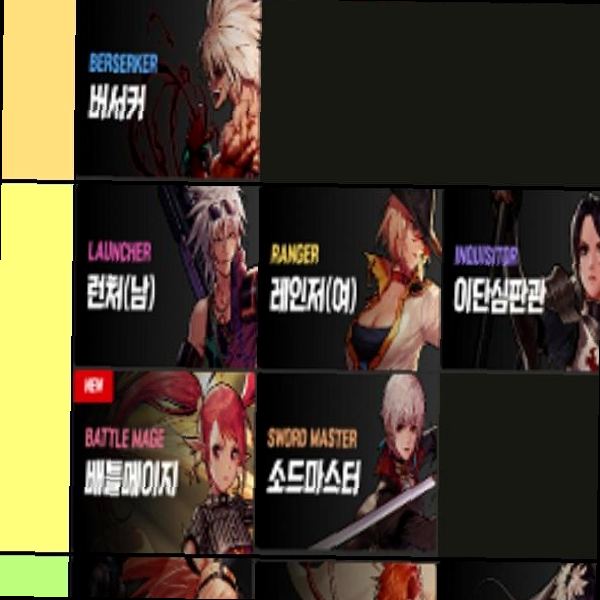 BERSERKER
버서커
LAUNCHER
런처(남)
RANGER
레인저(여)
INQUISITOR
이단심판관
NEW
BATTLE MAGE
배틀메이지
SWORD MASTER
소드마스터